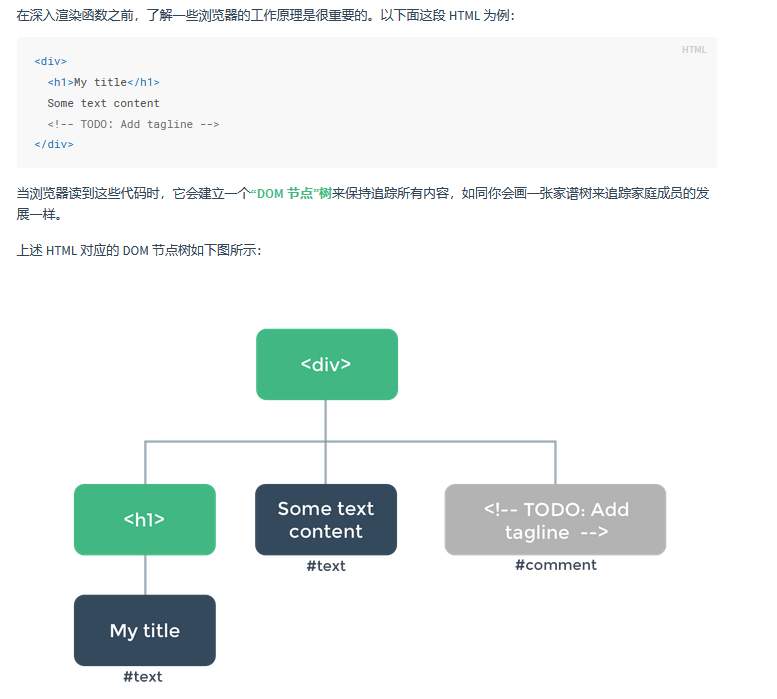 在深入渲染函数之前，了解一些浏览器的工作原理是很重要的。以下面这段 HTML 为例：
HTML
<div>
  <h1>My title</h1>
  Some text content
  <!-- TODO: Add tagline -->
</div>
当浏览器读到这些代码时，它会建立一个“DOM 节点”树来保持追踪所有内容，如同你会画一张家谱树来追踪家庭成员的发
展一样。
上述 HTML 对应的 DOM 节点树如下图所示：
<div>
<h1>
Some text
content
#text
<!-- TODO: Add
tagline -->
#comment
My title
#text